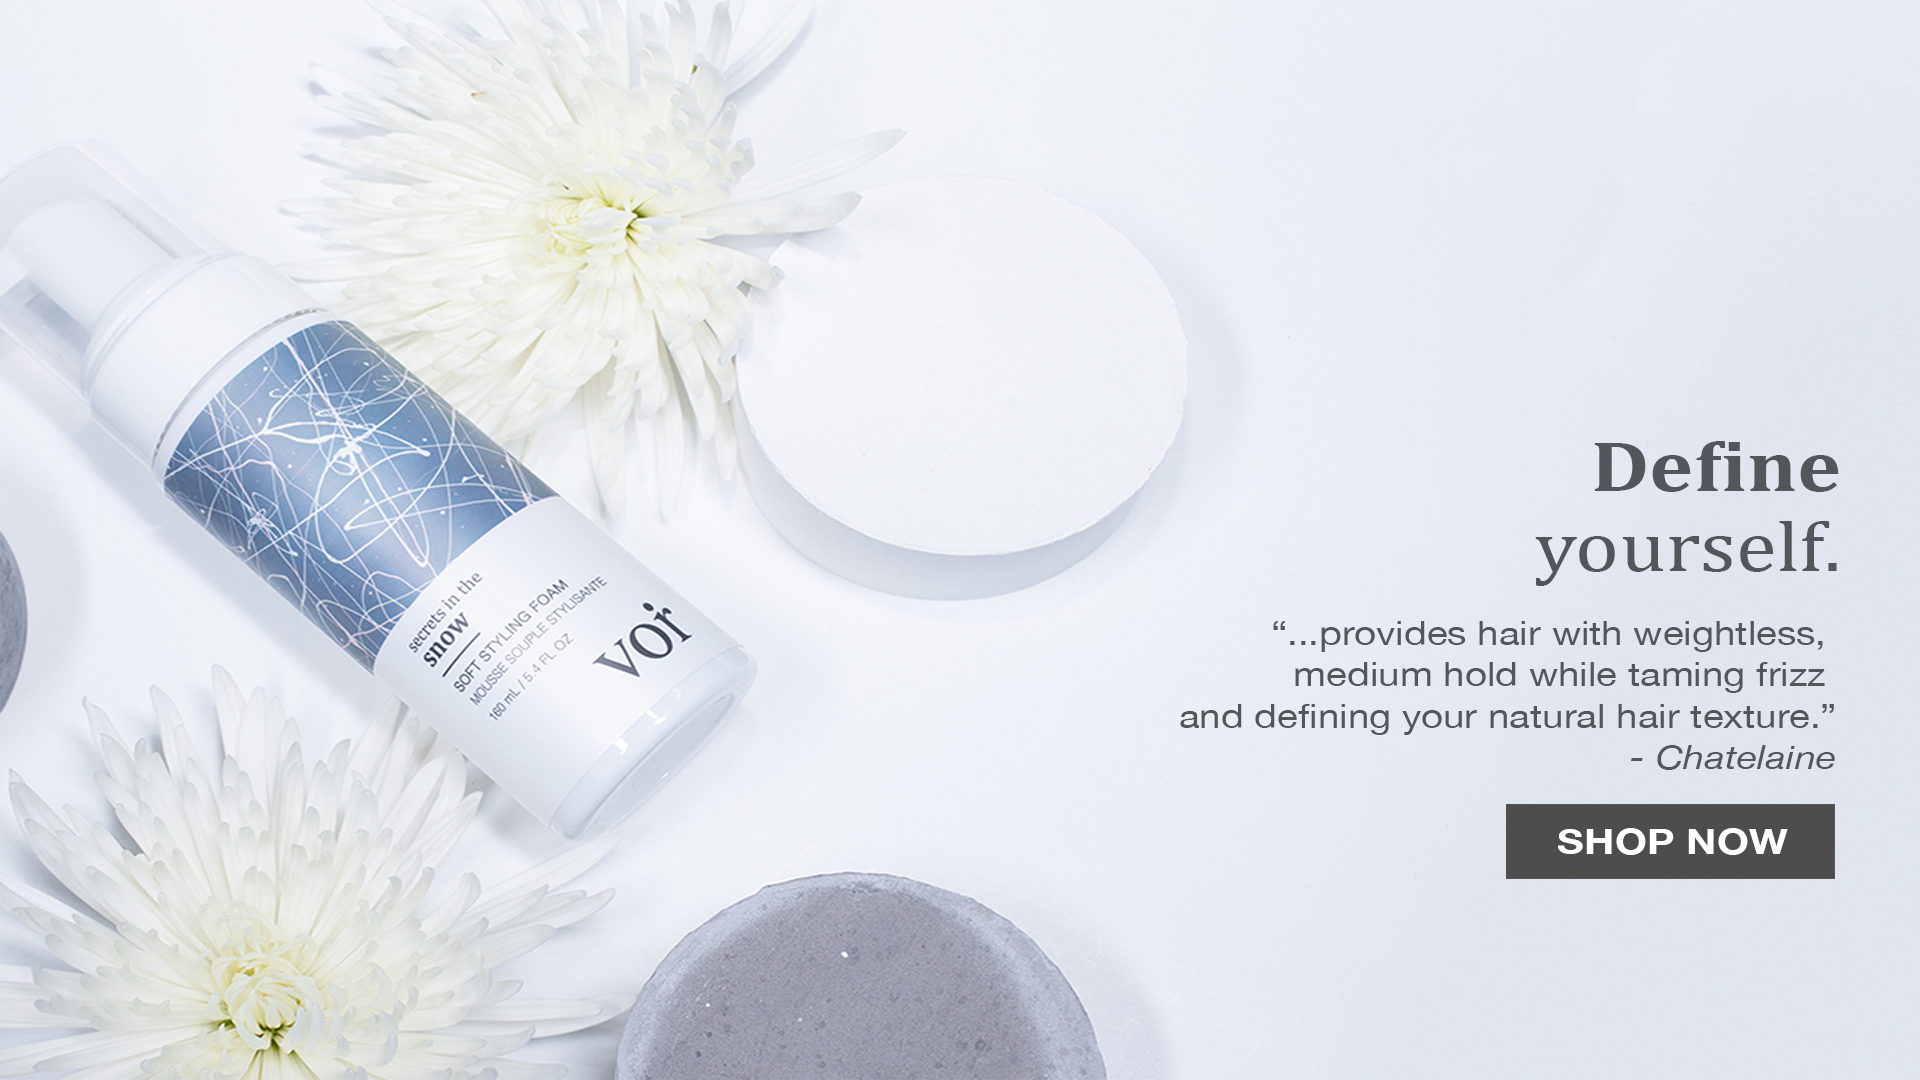 secrets in the
snow
SOFT STYLING FOAM
MOUSSE SOUPLE STYLISANTE
160 mL / 5.4 FL OZ
voir
Define
yourself.
“...provides hair with weightless,
medium hold while taming frizz
and defining your natural hair texture.”
- Chatelaine
SHOP NOW